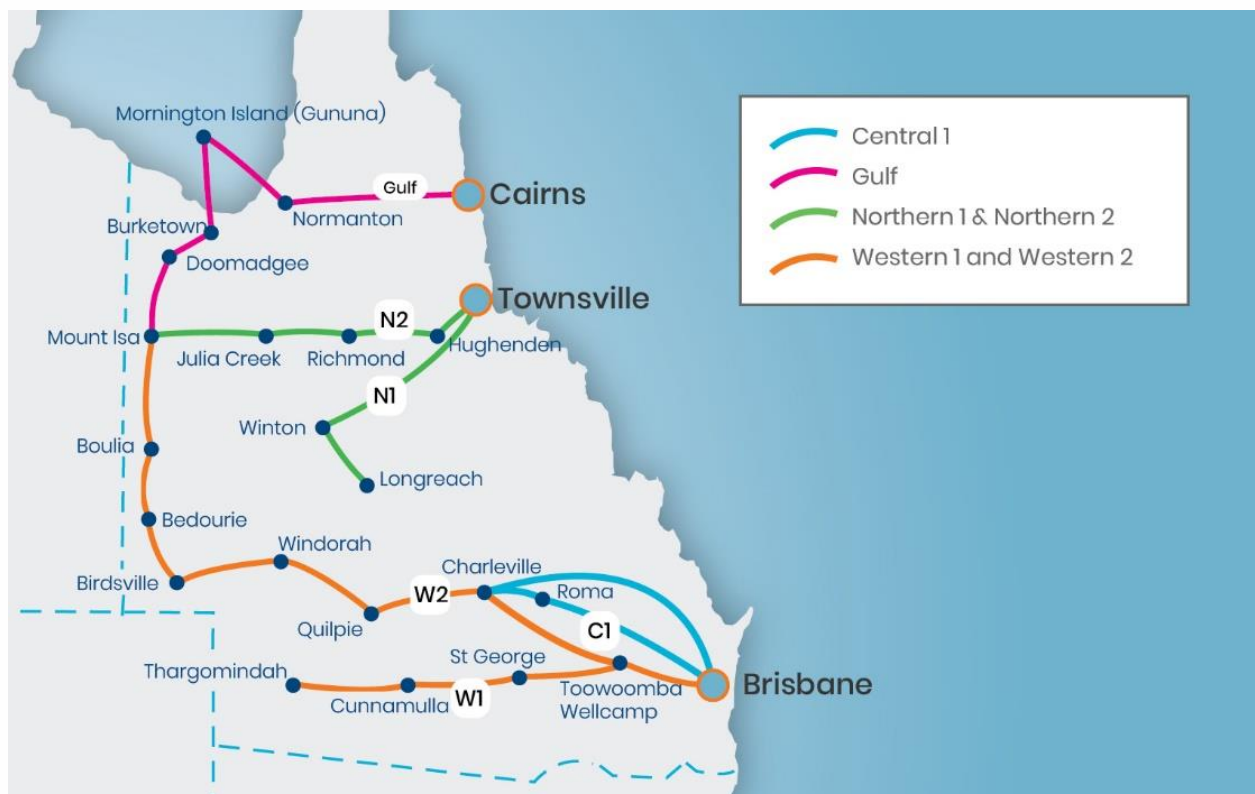 Mornington Island (Gununa)
Gulf
Cairns
Normanton
Burketown
Doomadgee
Townsville
Mount Isa
N2
Julia Creek
Richmond
Hughenden
N1
Winton
Boulia
Longreach
Bedourie
Windorah
Charleville
Birdsville
W2
Roma
Quilpie
C1
St George
Thargomindah
Toowoomba
Wellcamp
Brisbane
Cunnamulla
W1
Central 1
Gulf
Northern 1 & Northern 2
Western 1 and Western 2